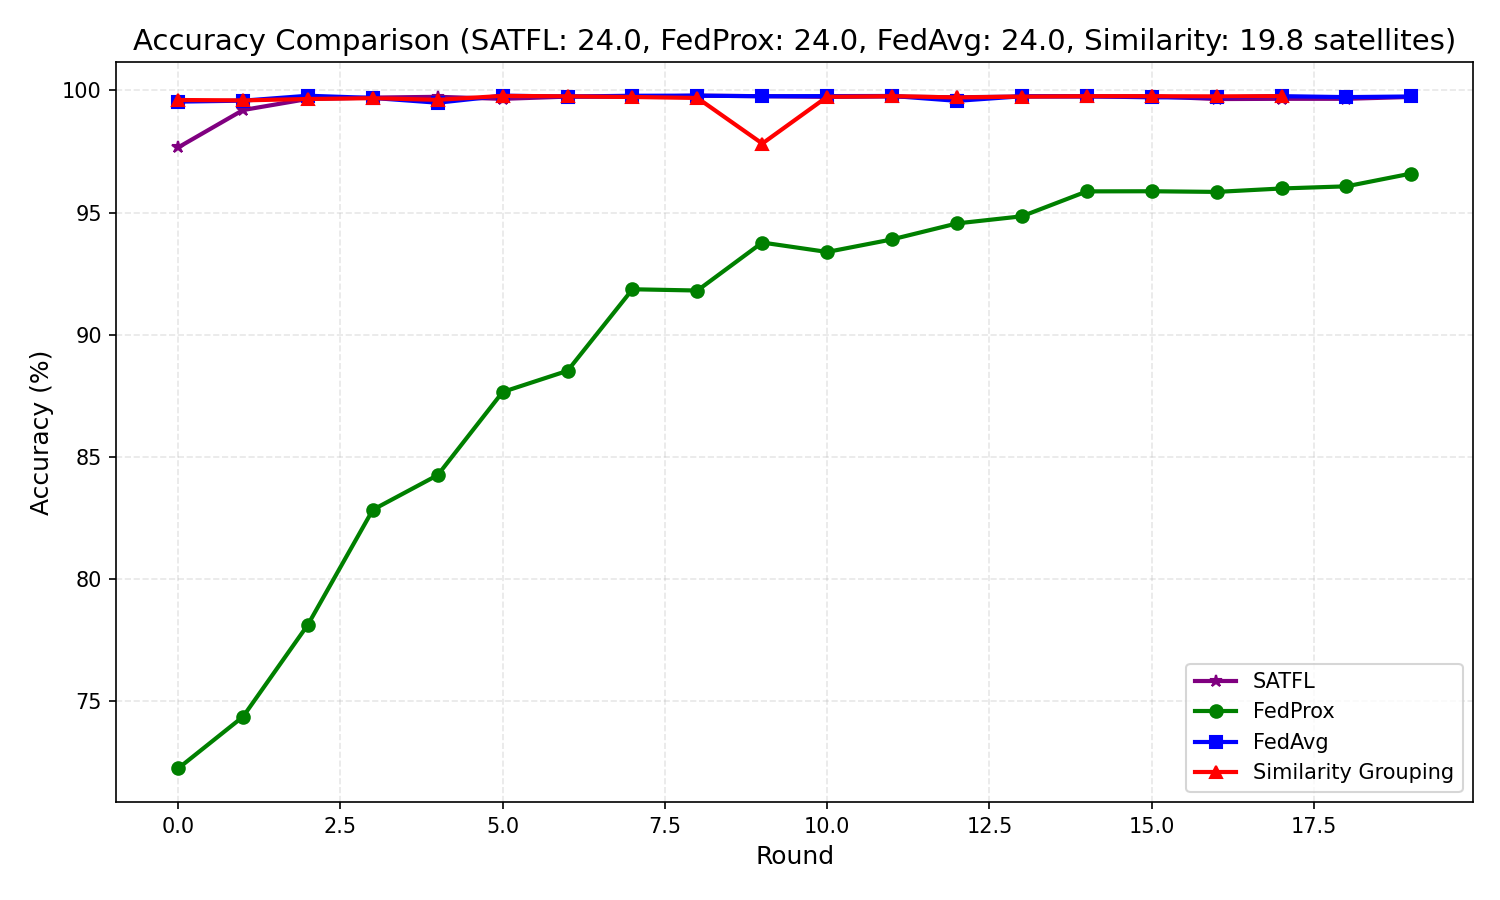 Accuracy Comparison (SATFL: 24.0, FedProx: 24.0, FedAvg: 24.0, Similarity: 19.8 satellites)
Accuracy (%)
100
95
90
85
80
75
0.0 2.5 5.0 7.5 10.0 12.5 15.0 17.5
Round
SATFL
FedProx
FedAvg
Similarity Grouping